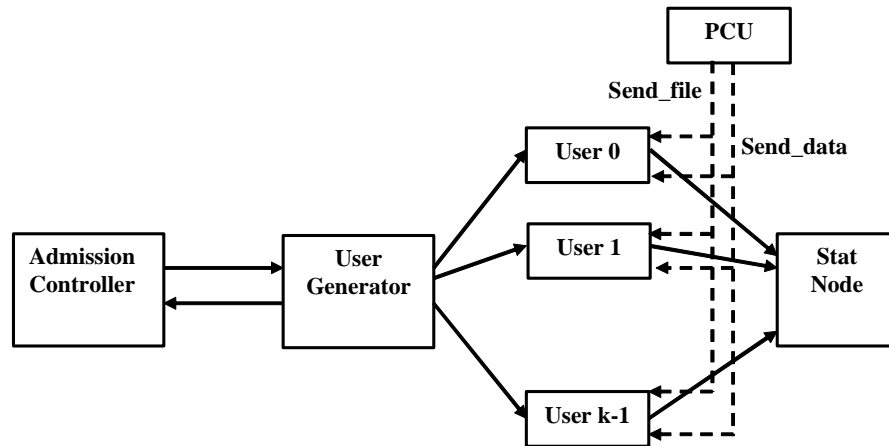 PCU
Send_file
User 0
Send_data
User 1
Admission
Controller
User
Generator
Stat
Node
User k-1